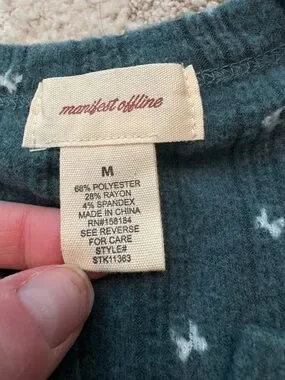 manifest offline
M
68% POLYESTER
28% RAYON
4% SPANDEX
MADE IN CHINA
RN#158184
SEE REVERSE
FOR CARE
STYLE#
STK11363